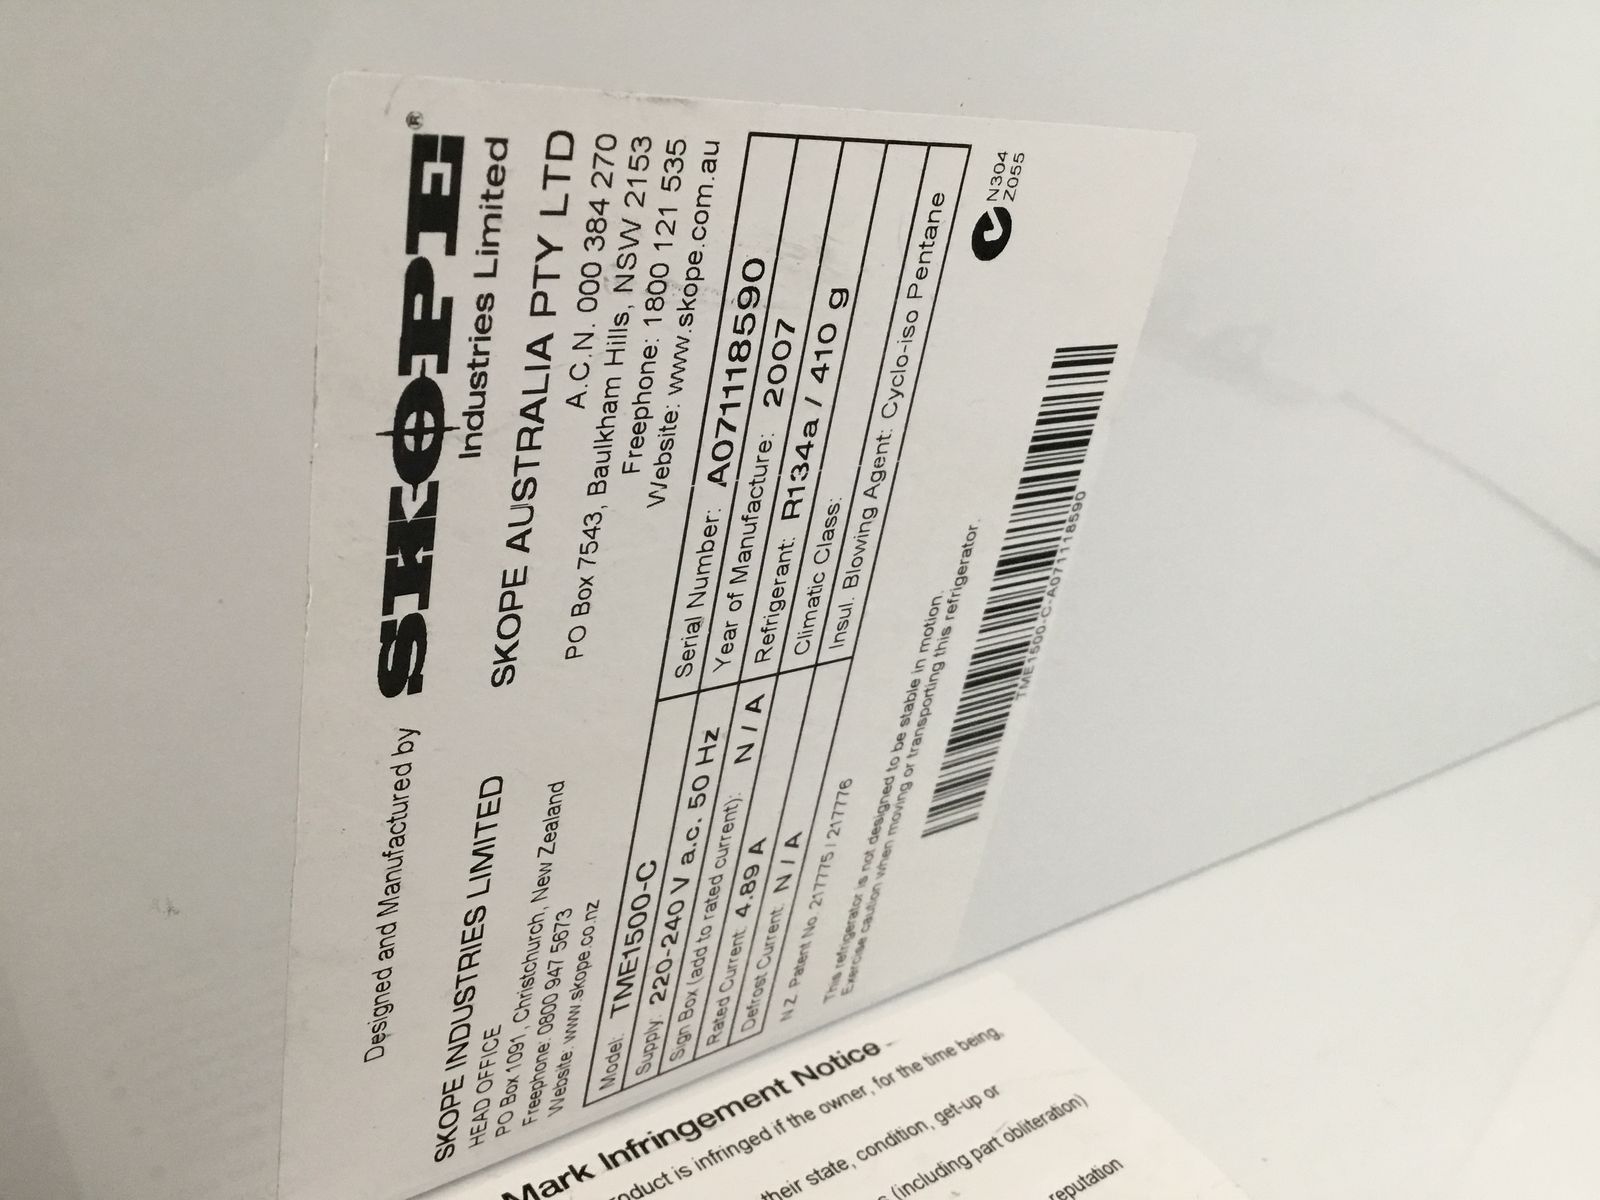 Designed and Manufactured by SKOPE®
Industries Limited
SKOPE INDUSTRIES LIMITED
HEAD OFFICE
PO Box 1091, Christchurch, New Zealand
Freephone: 0800 947 5673
Website: www.skope.co.nz
SKOPE AUSTRALIA PTY LTD
A.C.N. 000 384 270
PO Box 7543, Baulkham Hills, NSW 2153
Freephone: 1800 121 535
Website: www.skope.com.au
Model: TME1500-C
Supply: 220-240 V a.c. 50 Hz
Sign Box (add to rated current): N / A
Rated Current: 4.89 A
Defrost Current: N / A
Serial Number: A071118590
Year of Manufacture: 2007
Refrigerant: R134a / 410 g
Climatic Class:
Insul. Blowing Agent: Cyclo-iso Pentane
N.Z. Patent No. 217775 / 217776
N304
Z055
This refrigerator is not designed to be stable in motion.
Exercise caution when moving or transporting this refrigerator.
TME1500-C-A071118590
Mark Infringement Notice -
product is infringed if the owner, for the time being,
their state, condition, get-up or
(including part obliteration)
reputation